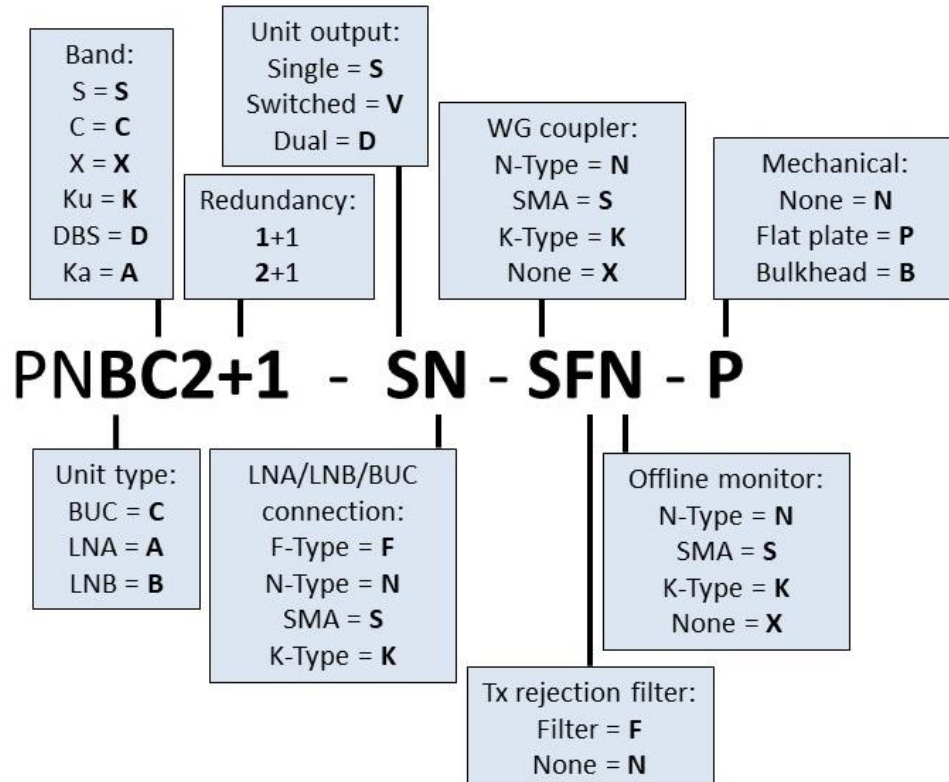 Band:
S = S
C = C
X = X
Ku = K
DBS = D
Ka = A
Redundancy:
1+1
2+1
Unit output:
Single = S
Switched = V
Dual = D
WG coupler:
N-Type = N
SMA = S
K-Type = K
None = X
Mechanical:
None = N
Flat plate = P
Bulkhead = B
PNBC2+1 - SN - SFN - P
Unit type:
BUC = C
LNA = A
LNB = B
LNA/LNB/BUC
connection:
F-Type = F
N-Type = N
SMA = S
K-Type = K
Tx rejection filter:
Filter = F
None = N
Offline monitor:
N-Type = N
SMA = S
K-Type = K
None = X